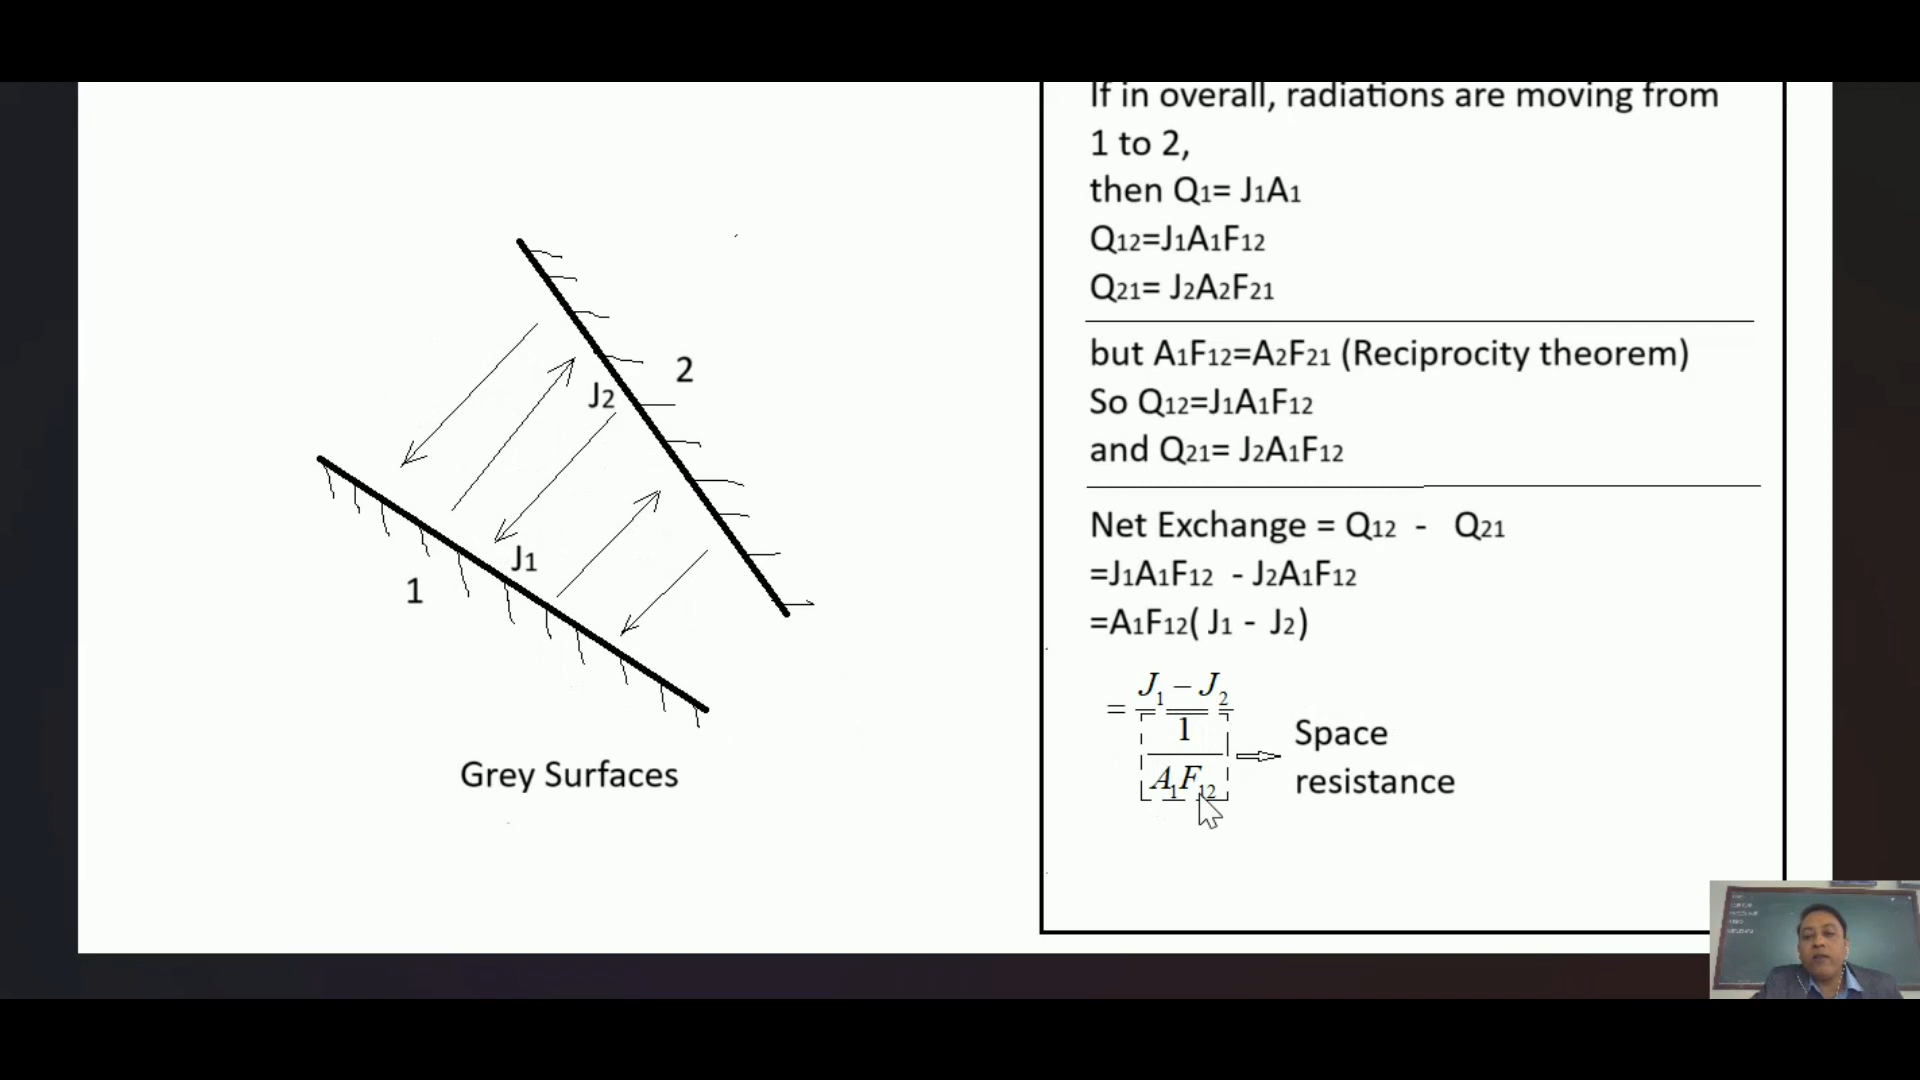 If in overall, radiations are moving from
1 to 2,
then Q1= J1A1
Q12=J1A1F12
Q21= J2A2F21
but A1F12=A2F21 (Reciprocity theorem)
So Q12=J1A1F12
and Q21= J2A1F12
Net Exchange = Q12 - Q21
=J1A1F12 - J2A1F12
=A1F12( J1 - J2)
= J1 − J2
1
A1F12
Space
resistance
2
J2
J1
1
Grey Surfaces